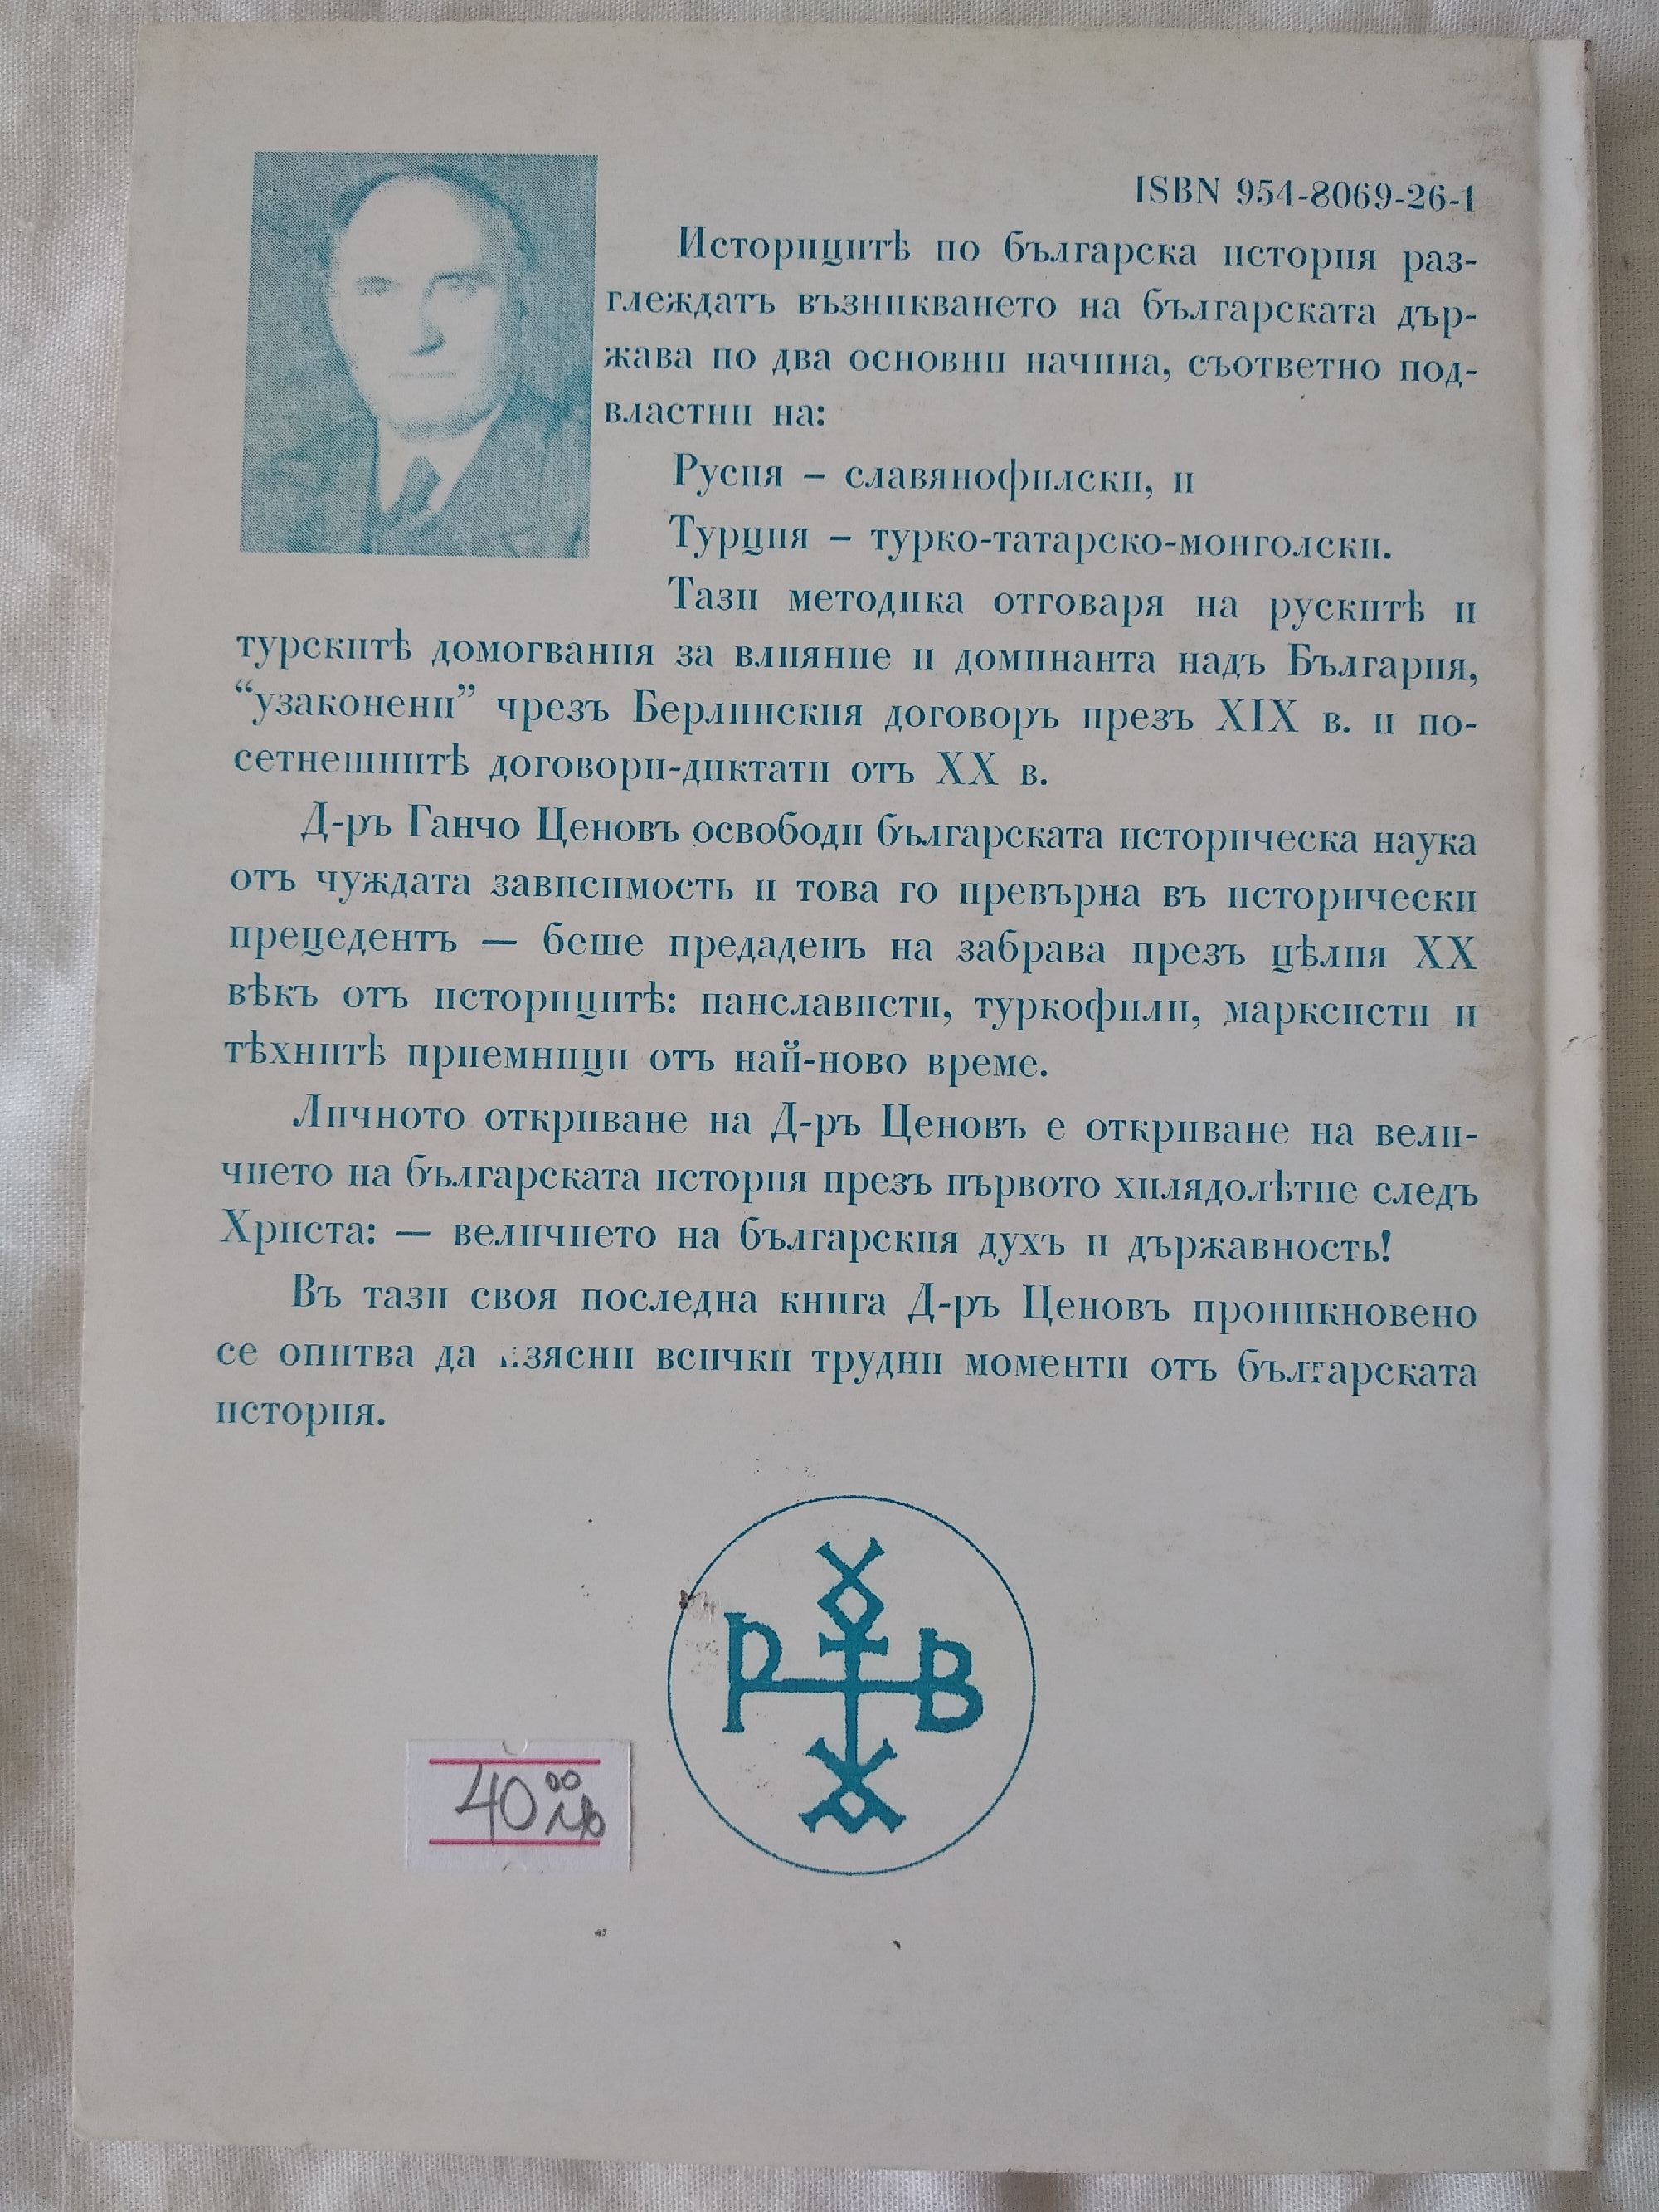 ISBN 954-8069-26-1
Историцитѣ по българска история раз-
глеждатъ възникването на българската дър-
жава по два основни начина, съответно под-
властни на:
Русия – славянофилски, и
Турция – турко-татарско-монголски.
Тази методика отговаря на рускитѣ и
турскитѣ домогвания за влияние и доминанта надъ България,
“узаконени” чрезъ Берлинския договоръ презъ XIX в. и по-
сетнешнитѣ договори-диктати отъ XX в.
Д-ръ Ганчо Ценовъ освободи българската историческа наука
отъ чуждата зависимость и това го превърна въ исторически
прецедентъ — беше предаденъ на забрава презъ цѣлия XX
вѣкъ отъ историцитѣ: панслависти, туркофили, марксисти и
тѣхнитѣ приемници отъ най-ново време.
Личното откриване на Д-ръ Ценовъ е откриване на вели-
чието на българската история презъ първото хилядолѣтие следъ
Христа: — величието на българския духъ и държавность!
Въ тази своя последна книга Д-ръ Ценовъ проникновено
се опитва да изясни всички трудни моменти отъ българската
история.
P B
40 00 лв